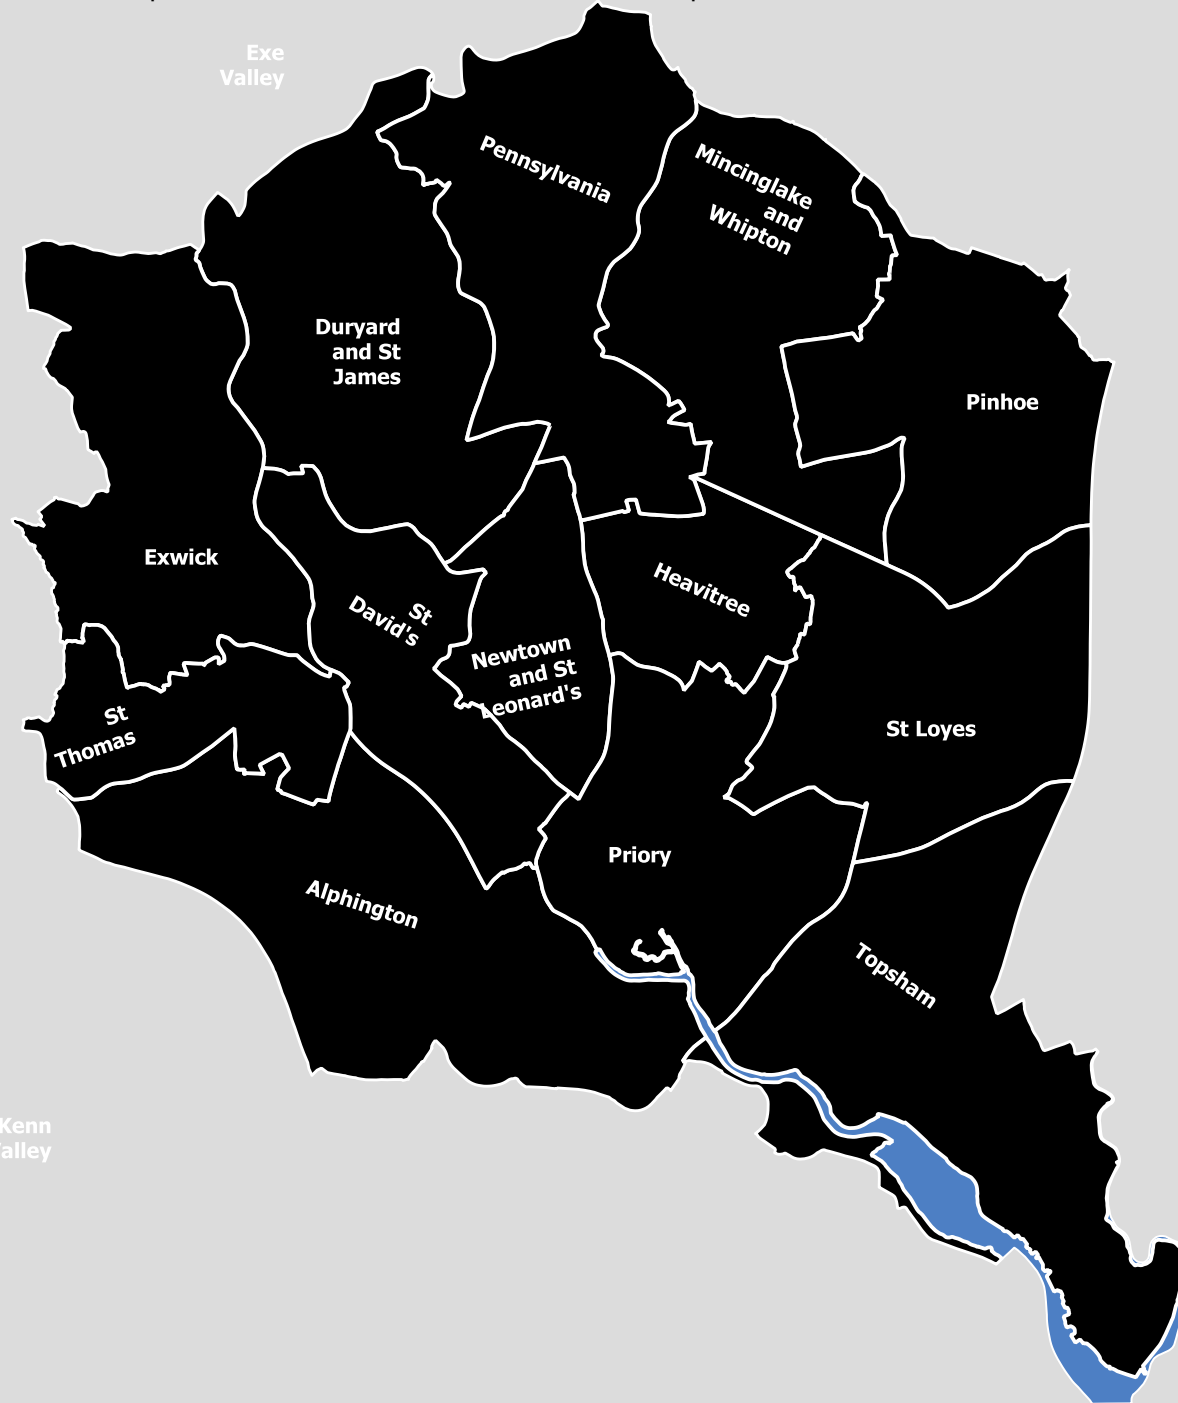 Exe
Valley
Pennsylvania
Mincinglake
and
Whipton
Duryard
and St
James
Pinhoe
Exwick
Heavitree
St
David's
Newtown
and St
Leonard's
St
Thomas
St Loyes
Priory
Alphington
Topsham
Kenn
alley